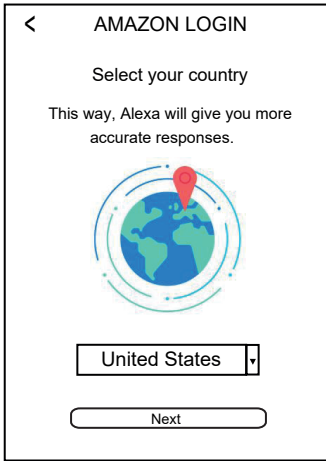 AMAZON LOGIN
Select your country
This way, Alexa will give you more
accurate responses.
United States
Next